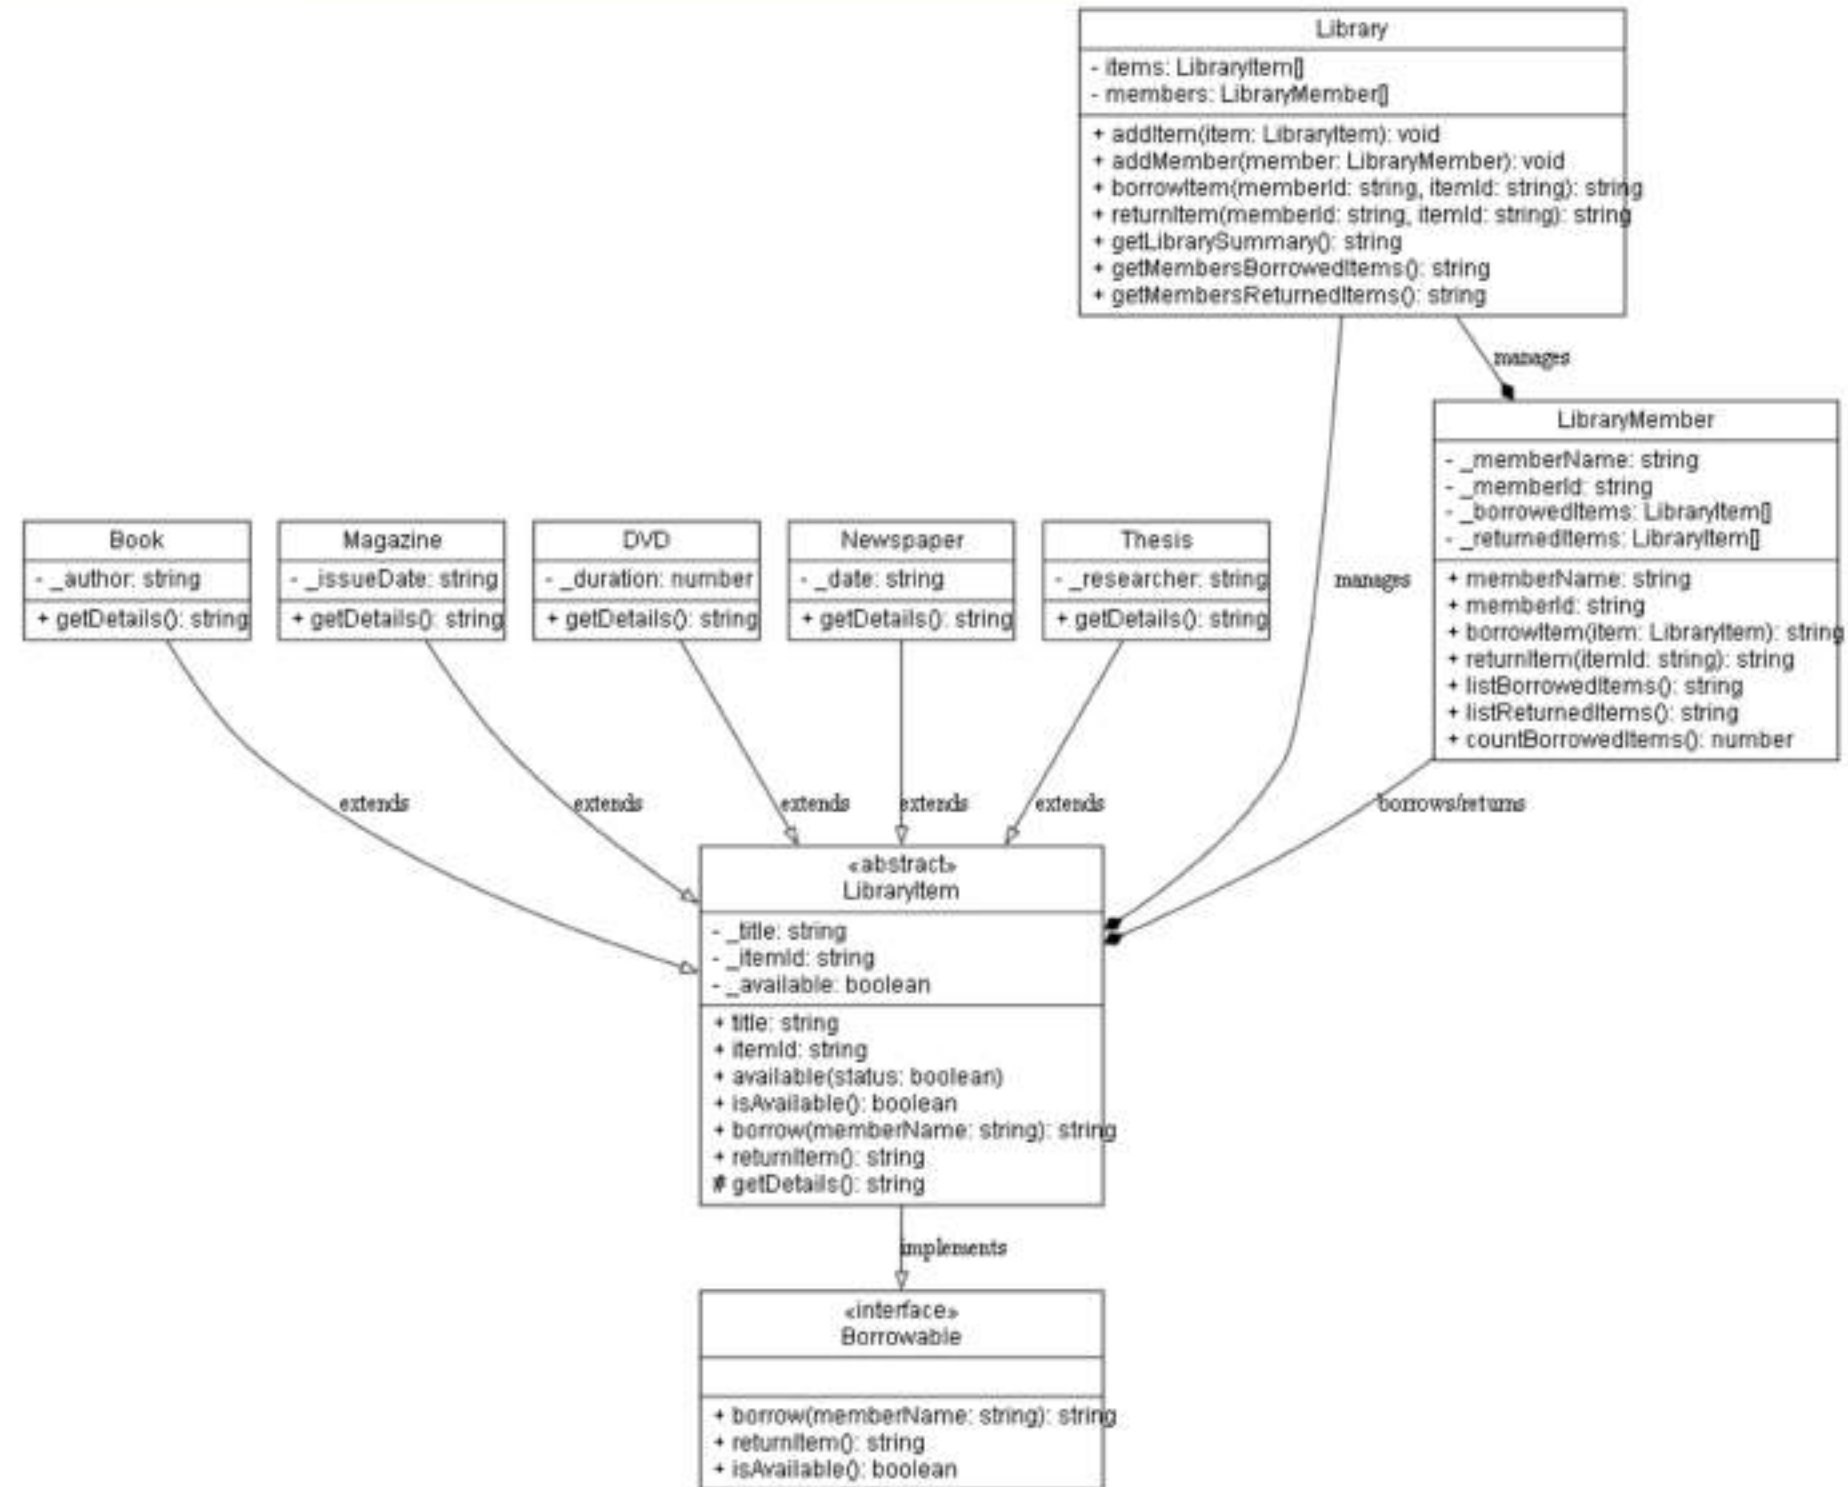 Library
- items: LibraryItem[]
- members: LibraryMember[]
+ addItem(item: LibraryItem): void
+ addMember(member: LibraryMember): void
+ borrowItem(memberId: string, itemId: string): string
+ returnItem(memberId: string, itemId: string): string
+ getLibrarySummary(): string
+ getMembersBorrowedItems(): string
+ getMembersReturnedItems(): string
manages
LibraryMember
- _memberName: string
- _memberId: string
- _borrowedItems: LibraryItem[]
- _returnedItems: LibraryItem[]
+ memberName: string
+ memberId: string
+ borrowItem(item: LibraryItem): string
+ returnItem(itemId: string): string
+ listBorrowedItems(): string
+ listReturnedItems(): string
+ countBorrowedItems(): number
Book
- _author: string
+ getDetails(): string
Magazine
- _issueDate: string
+ getDetails(): string
DVD
- _duration: number
+ getDetails(): string
Newspaper
- _date: string
+ getDetails(): string
Thesis
- _researcher: string
+ getDetails(): string
manages
extends
extends
extends
extends
extends
borrows/returns
«abstract»
LibraryItem
- _title: string
- _itemId: string
- _available: boolean
+ title: string
+ itemId: string
+ available(status: boolean)
+ isAvailable(): boolean
+ borrow(memberName: string): string
+ returnItem(): string
# getDetails(): string
implements
«interface»
Borrowable
+ borrow(memberName: string): string
+ returnItem(): string
+ isAvailable(): boolean